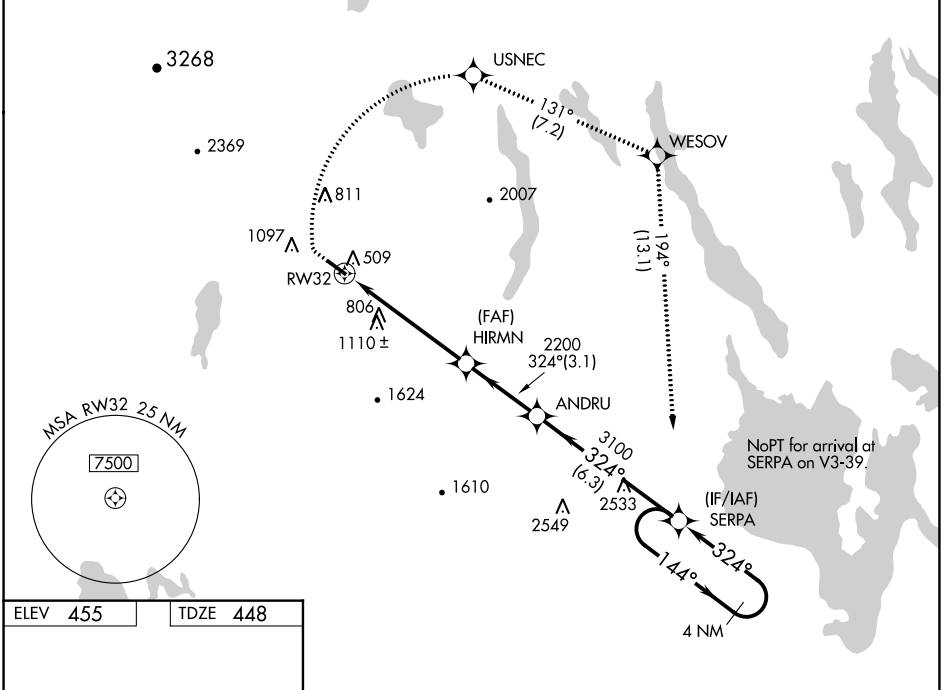 3268
USNEC
131°
(7.2)
2369
WESOV
811
2007
1097
509
194°
(13.1)
RW32
806
(FAF)
HIRMN
1110 ±
2200
324°(3.1)
1624
ANDRU
MSA RW32 25 NM
7500
3100
324°
(6.3)
NoPT for arrival at
SERPA on V3-39.
1610
2533
(IF/IAF)
SERPA
2549
324°
144°
4 NM
ELEV 455
TDZE 448